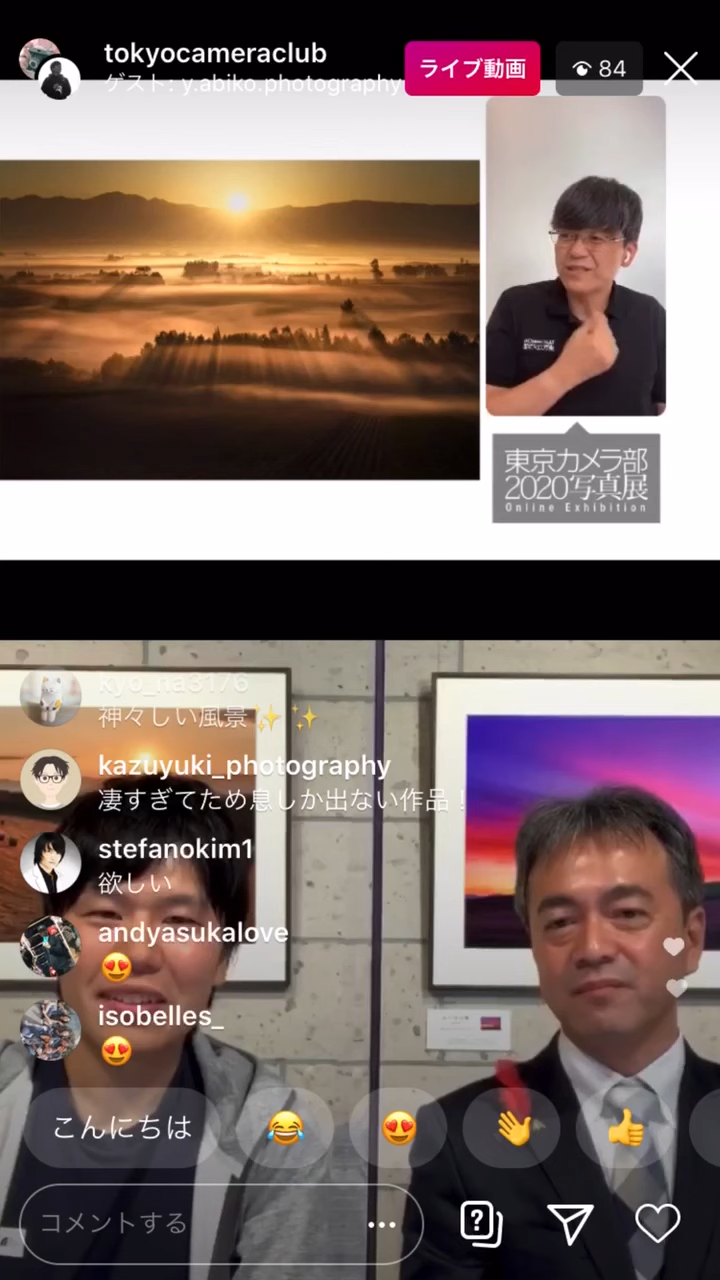 tokyocameraclub
ゲスト: y.abiko.photography
ライブ動画
84
東京カメラ部
2020写真展
Online Exhibition
kyo_na3176
神々しい風景✨✨
kazuyuki_photography
凄すぎてため息しか出ない作品！
stefanokim1
欲しい
andyasukalove
😍
isobelles_
😍
こんにちは
コメントする